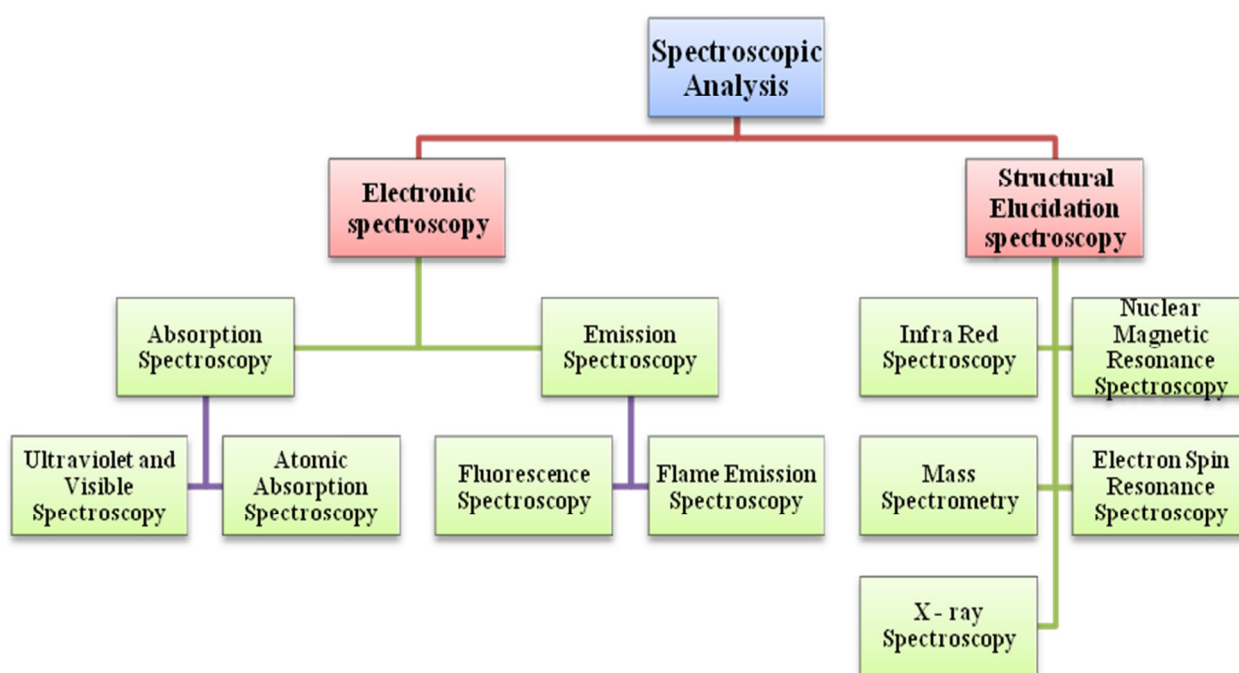 Spectroscopic
Analysis
Electronic
spectroscopy
Structural
Elucidation
spectroscopy
Absorption
Spectroscopy
Emission
Spectroscopy
Infra Red
Spectroscopy
Nuclear
Magnetic
Resonance
Spectroscopy
Ultraviolet and
Visible
Spectroscopy
Atomic
Absorption
Spectroscopy
Fluorescence
Spectroscopy
Flame Emission
Spectroscopy
Mass
Spectrometry
Electron Spin
Resonance
Spectroscopy
X - ray
Spectroscopy